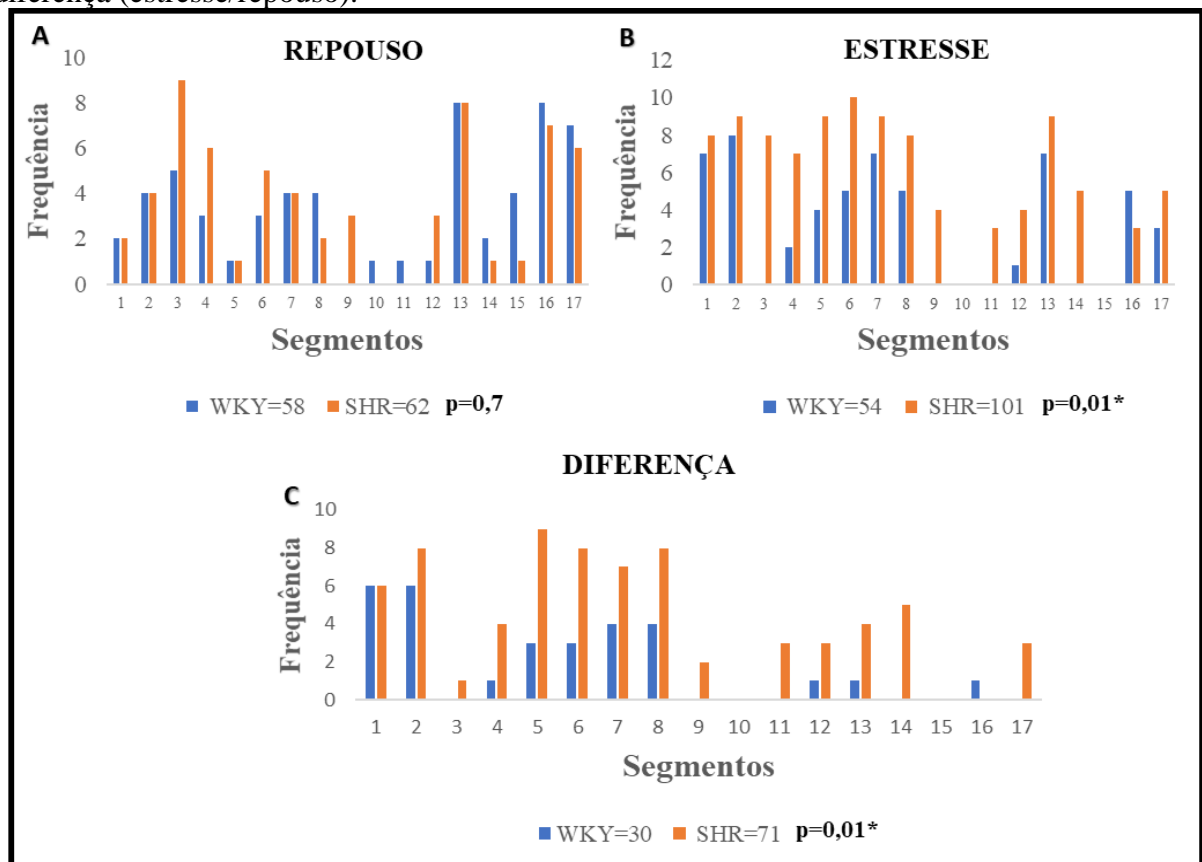 diferença (estresse/repouso).
A
REPOUSO
10
8
6
4
2
0
Frequência
1 2 3 4 5 6 7 8 9 10 11 12 13 14 15 16 17
Segmentos
WKY=58 SHR=62 p=0,7
B
ESTRESSE
12
10
8
6
4
2
0
Frequência
1 2 3 4 5 6 7 8 9 10 11 12 13 14 15 16 17
Segmentos
WKY=54 SHR=101 p=0,01*
DIFERENÇA
C
10
8
6
4
2
0
Frequência
1 2 3 4 5 6 7 8 9 10 11 12 13 14 15 16 17
Segmentos
WKY=30 SHR=71 p=0,01*